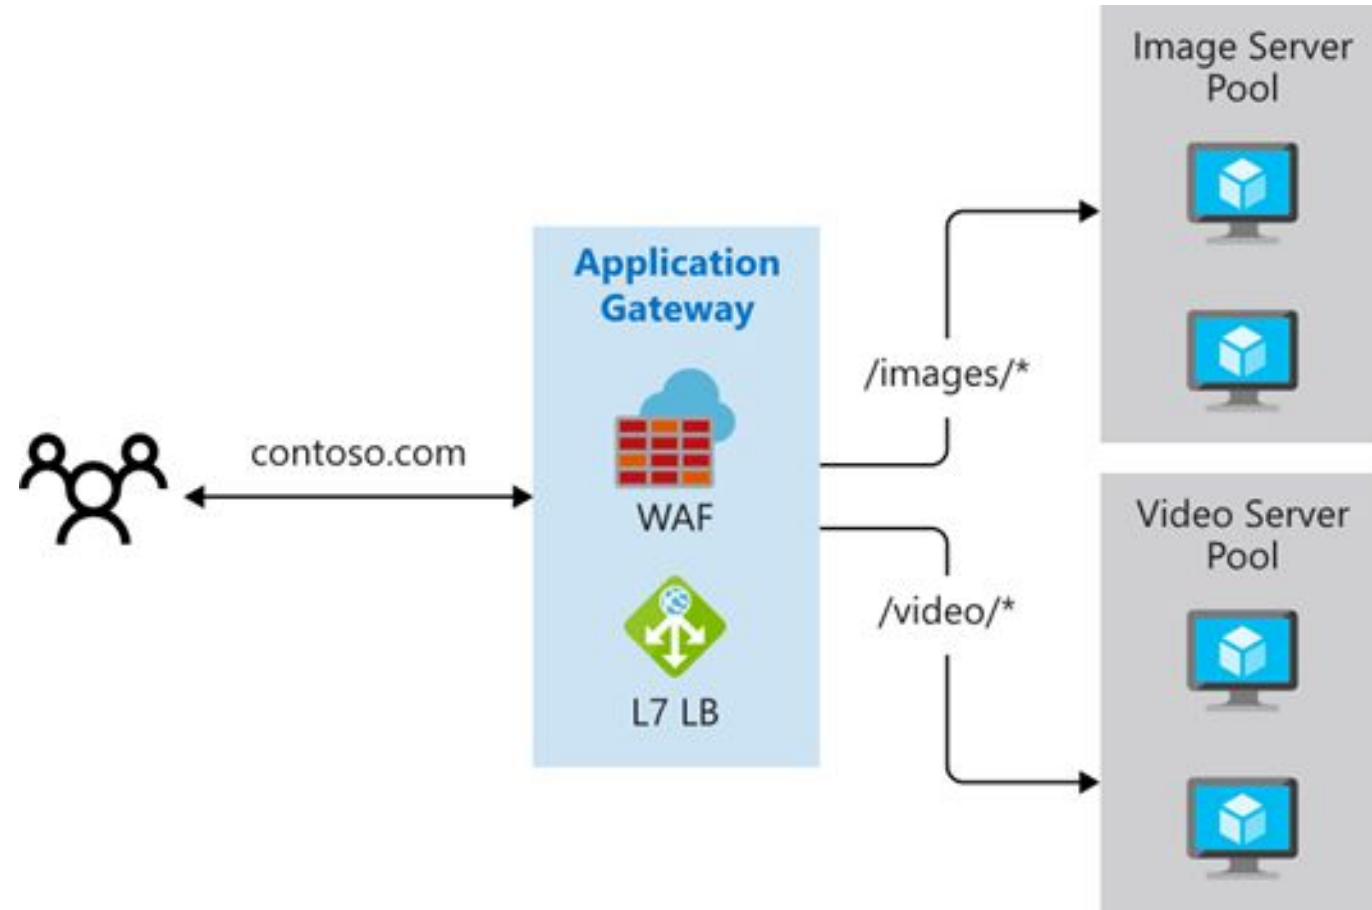 contoso.com
Application
Gateway
WAF
L7 LB
/images/*
/video/*
Image Server
Pool
Video Server
Pool